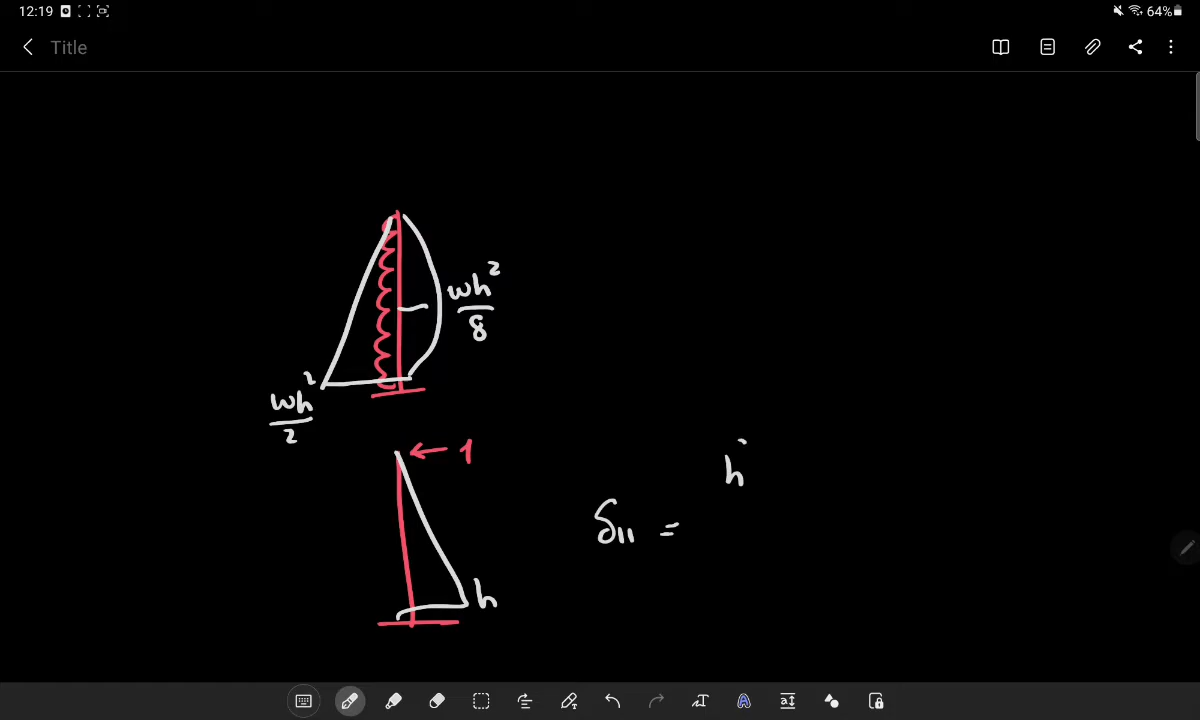 12:19
64%
Title
wh²/8
wh²/2
← 1
h
δ₁₁ =
h